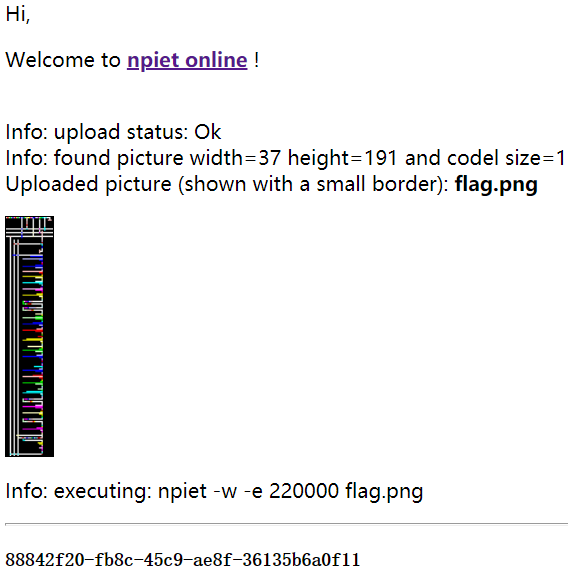 Hi,
Welcome to npiet online !
Info: upload status: Ok
Info: found picture width=37 height=191 and codel size=1
Uploaded picture (shown with a small border): flag.png
Info: executing: npiet -w -e 220000 flag.png
88842f20-fb8c-45c9-ae8f-36135b6a0f11